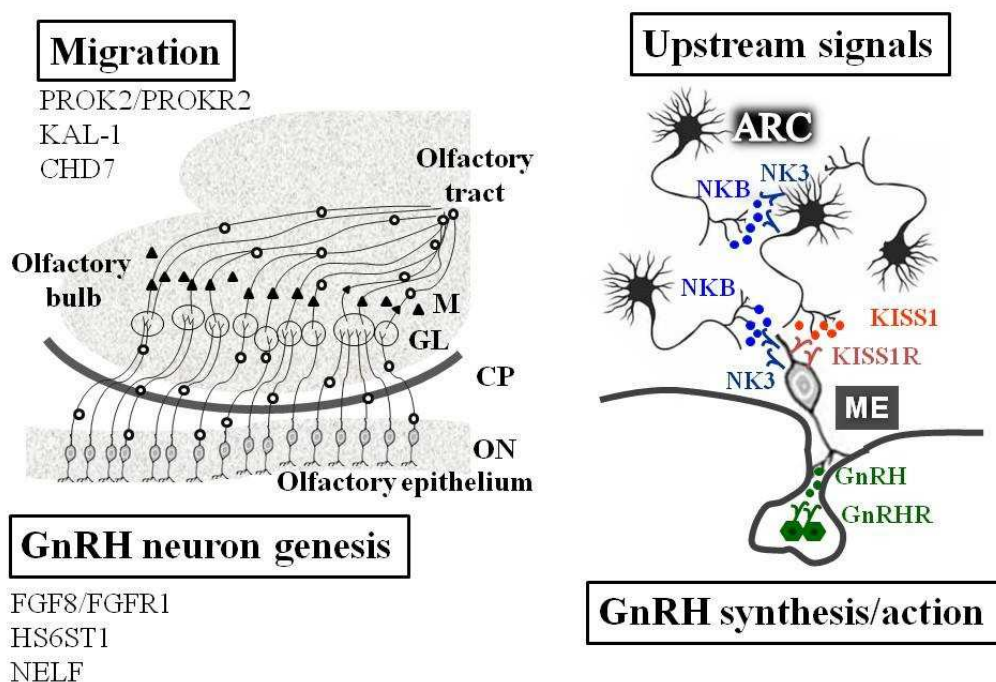 Migration
PROK2/PROKR2
KAL-1
CHD7
Olfactory
tract
Olfactory
bulb
M
GL
CP
ON
Olfactory epithelium
GnRH neuron genesis
FGF8/FGFR1
HS6ST1
NELF
Upstream signals
ARC
NK3
NKB
NKB
KISS1
KISS1R
NK3
ME
GnRH
GnRHR
GnRH synthesis/action